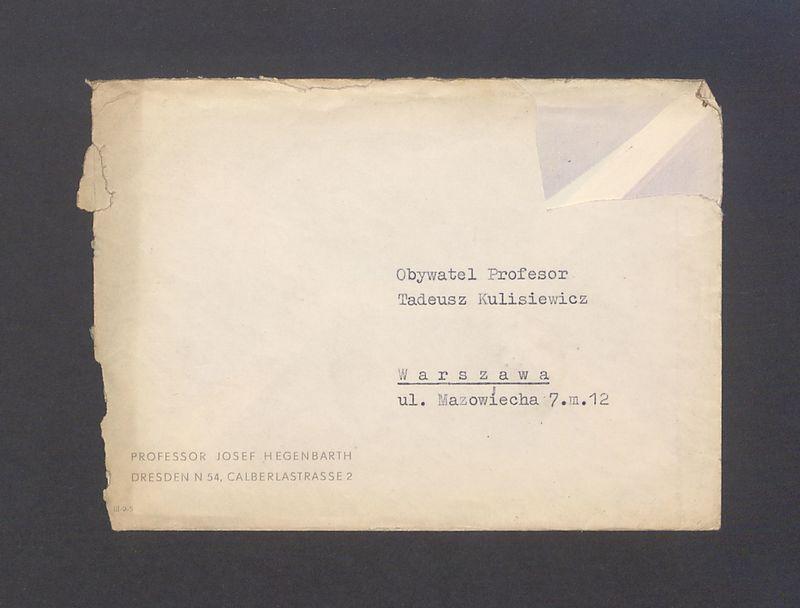 Obywatel Profesor
Tadeusz Kulisiewicz
Warszawa
ul. Mazowiecha 7.m.12
PROFESSOR JOSEF HEGENBARTH
DRESDEN N 54, CALBERLASTRASSE 2